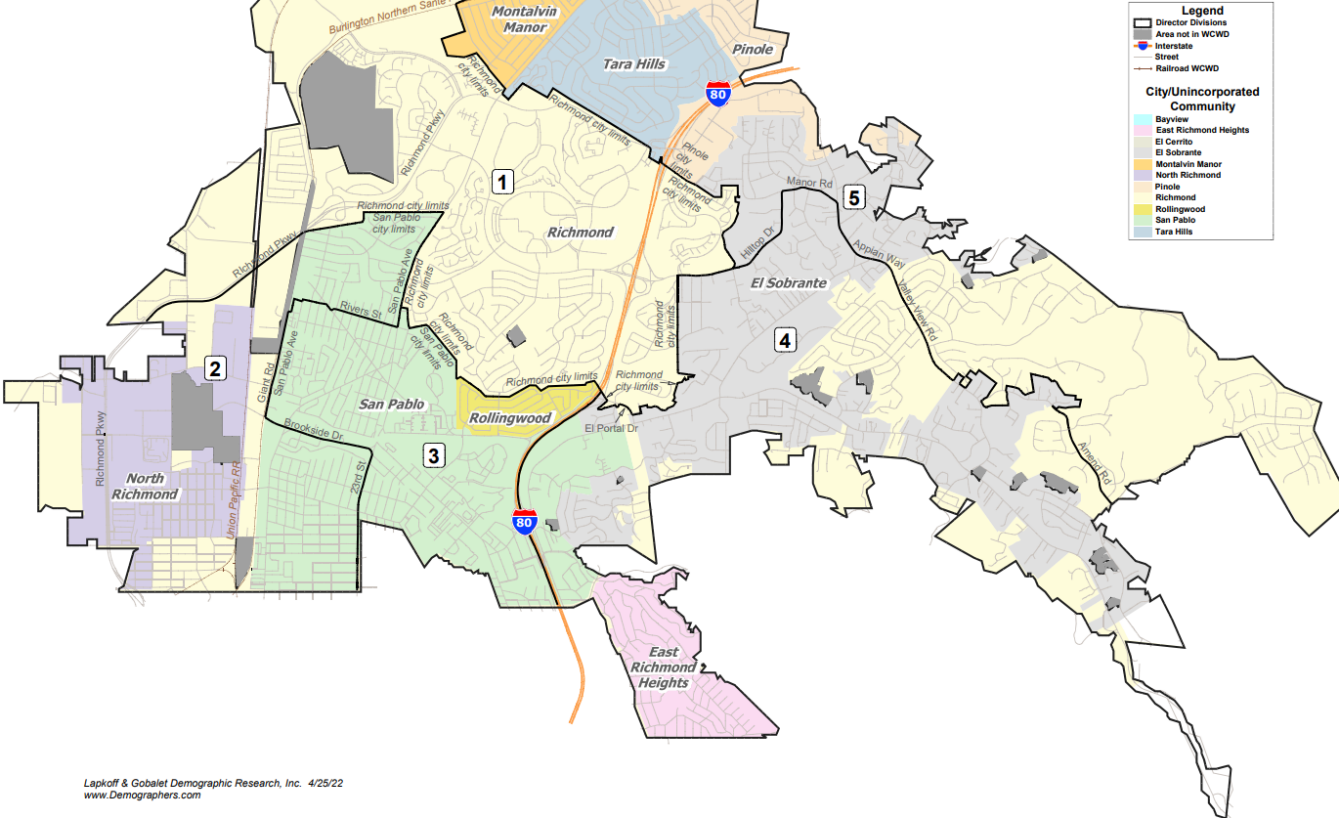 Burlington Northern Sante
Montalvin
Manor
Pinole
Tara Hills
80
Richmond
city limits
Richmond city limits
Richmond Pkwy
Pinole
city
limits
Richmond
city limits
1
Manor Rd
5
Richmond city limits
San Pablo
city limits
Richmond
Hilltop Dr
Appian Way
Richmond Pkwy
San Pablo Ave
Richmond
city limits
El Sobrante
Valley View Rd
Rivers St
Richmond
city limits
San Pablo
city limits
Richmond
city limits
4
2
Giant Rd
San Pablo Ave
Richmond city limits
Richmond
city limits
San Pablo
Rollingwood
El Portal Dr
Richmond Pkwy
Brookside Dr
3
23rd St
Amend Rd
North
Richmond
Union Pacific RR
80
East
Richmond
Heights
Legend
Director Divisions
Area not in WCWD
Interstate
Street
Railroad WCWD
City/Unincorporated
Community
Bayview
East Richmond Heights
El Cerrito
El Sobrante
Montalvin Manor
North Richmond
Pinole
Richmond
Rollingwood
San Pablo
Tara Hills
Lapkoff & Gobalet Demographic Research, Inc. 4/25/22
www.Demographers.com